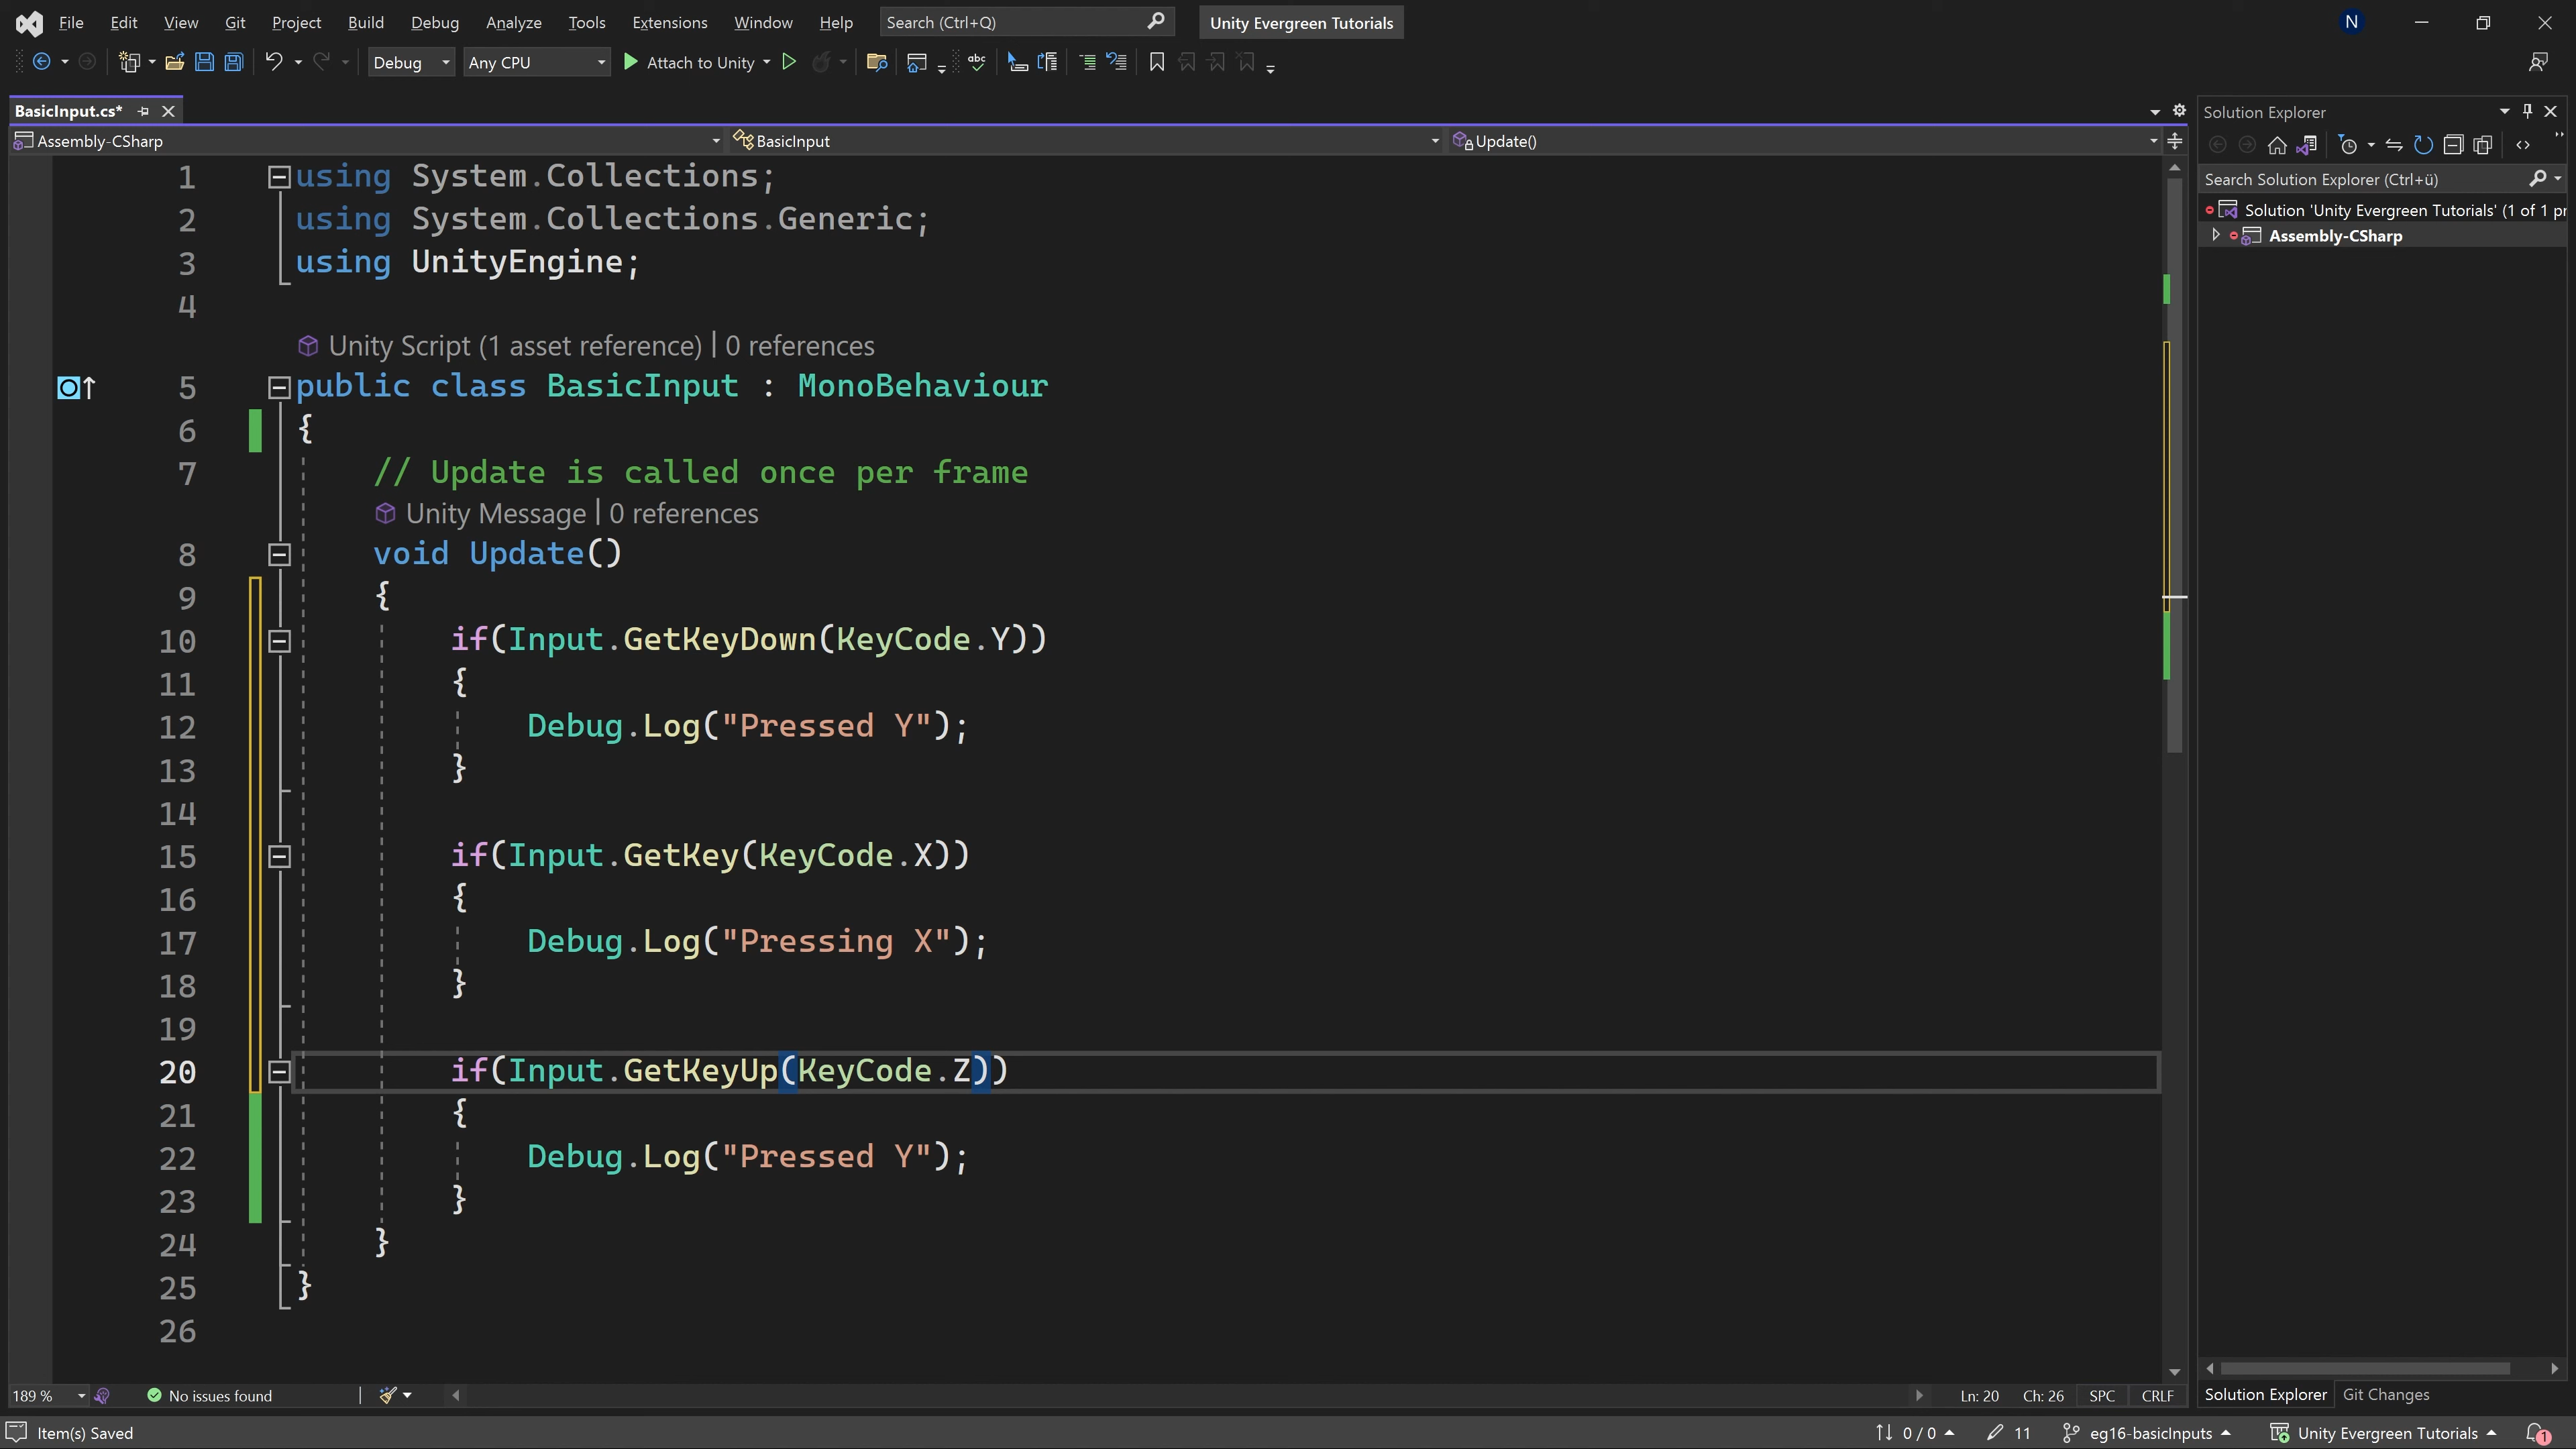 File Edit View Git Project Build Debug Analyze Tools Extensions Window Help Search (Ctrl+Q) Unity Evergreen Tutorials N
Debug Any CPU Attach to Unity abc
BasicInput.cs*
Assembly-CSharp BasicInput Update()
1 using System.Collections;
2 using System.Collections.Generic;
3 using UnityEngine;
4
Unity Script (1 asset reference) | 0 references
5 public class BasicInput : MonoBehaviour
6 {
7 // Update is called once per frame
Unity Message | 0 references
8 void Update()
9 {
10 if(Input.GetKeyDown(KeyCode.Y))
11 {
12 Debug.Log("Pressed Y");
13 }
14
15 if(Input.GetKey(KeyCode.X))
16 {
17 Debug.Log("Pressing X");
18 }
19
20 if(Input.GetKeyUp(KeyCode.Z))
21 {
22 Debug.Log("Pressed Y");
23 }
24 }
25 }
26
189 % No issues found Ln: 20 Ch: 26 SPC CRLF
Solution Explorer
Search Solution Explorer (Ctrl+ü)
Solution 'Unity Evergreen Tutorials' (1 of 1 pr
Assembly-CSharp
Solution Explorer Git Changes
Item(s) Saved 0 / 0 11 eg16-basicInputs Unity Evergreen Tutorials 1